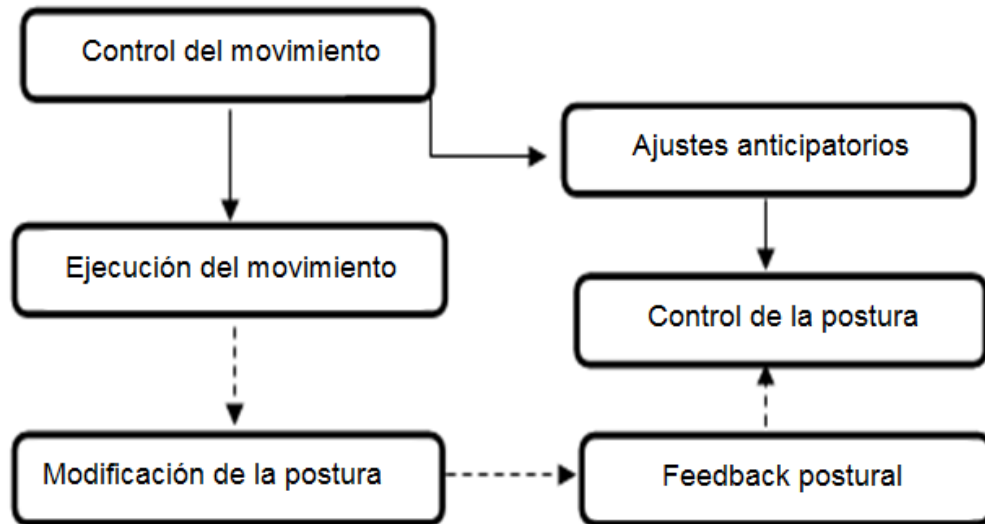 Control del movimiento
Ajustes anticipatorios
Ejecución del movimiento
Control de la postura
Modificación de la postura
Feedback postural